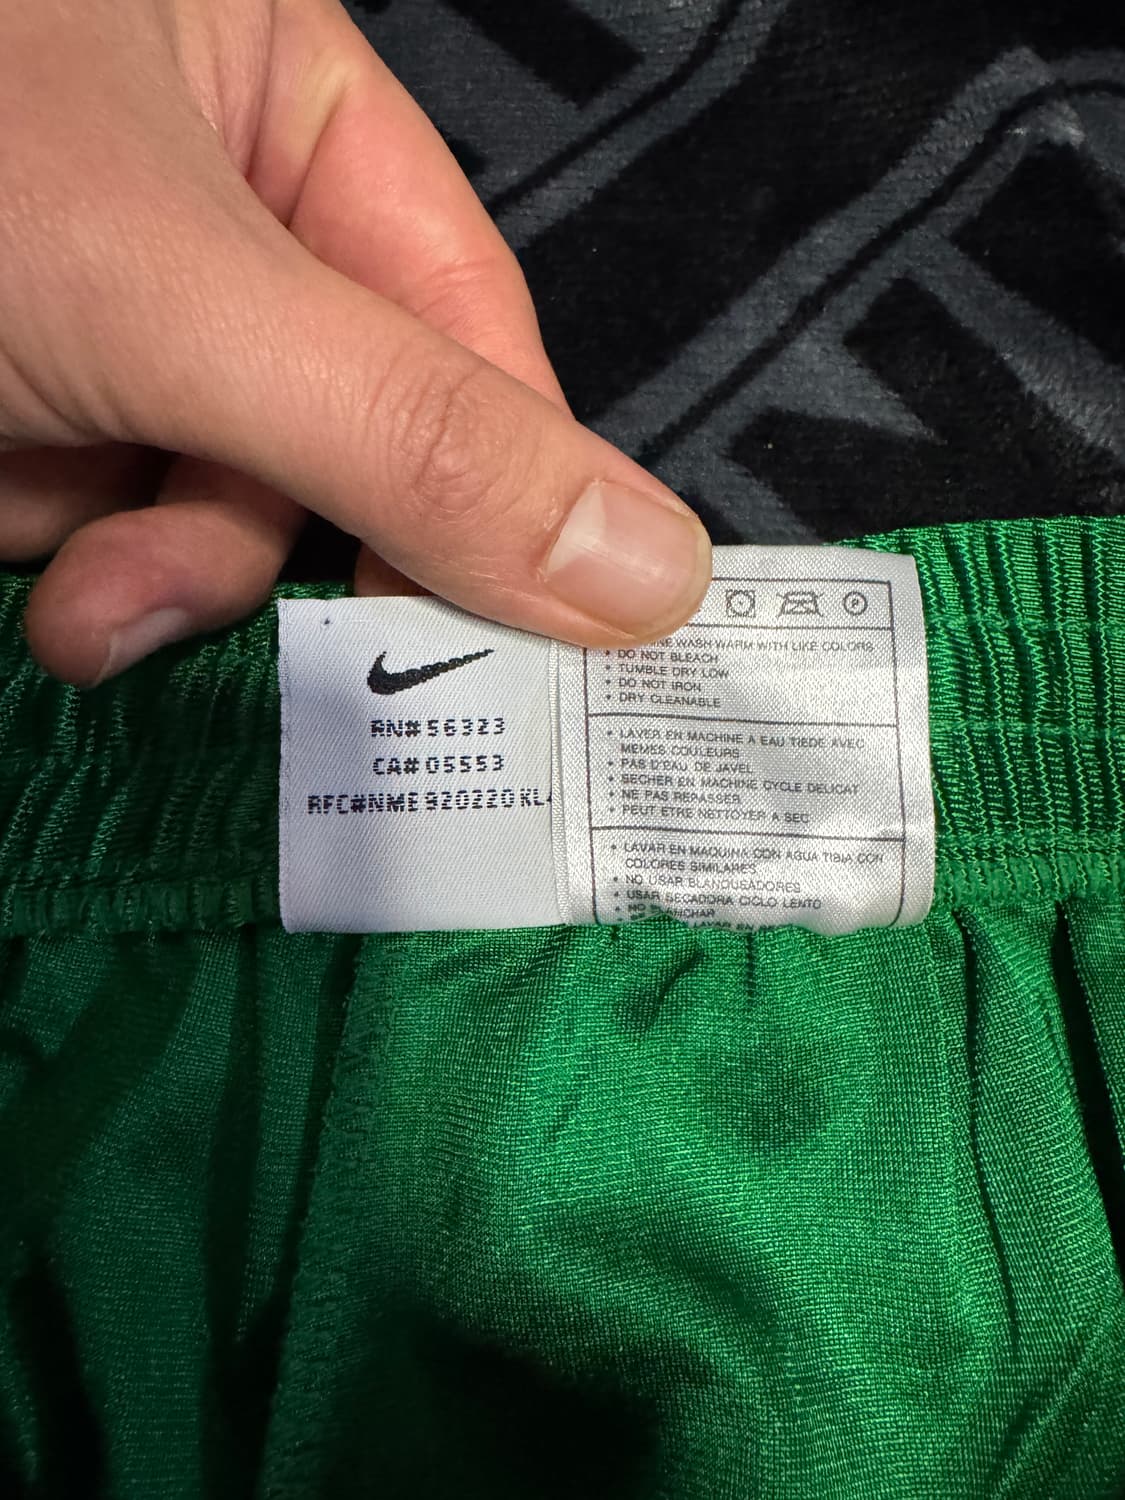 RN# 56323
CA# 05553
RFC#NME 920220 KL
WASH WARM WITH LIKE COLORS
• DO NOT BLEACH
• TUMBLE DRY LOW
• DO NOT IRON
• DRY CLEANABLE
• LAVER EN MACHINE A EAU TIEDE AVEC
MEMES COULEURS
• PAS D'EAU DE JAVEL
• SECHER EN MACHINE CYCLE DELICAT
• NE PAS REPASSER
• PEUT ETRE NETTOYER A SEC
• LAVAR EN MAQUINA CON AGUA TIBIA CON
COLORES SIMILARES
• NO USAR BLANQUEADORES
• USAR SECADORA CICLO LENTO
• NO
LAVAR EN